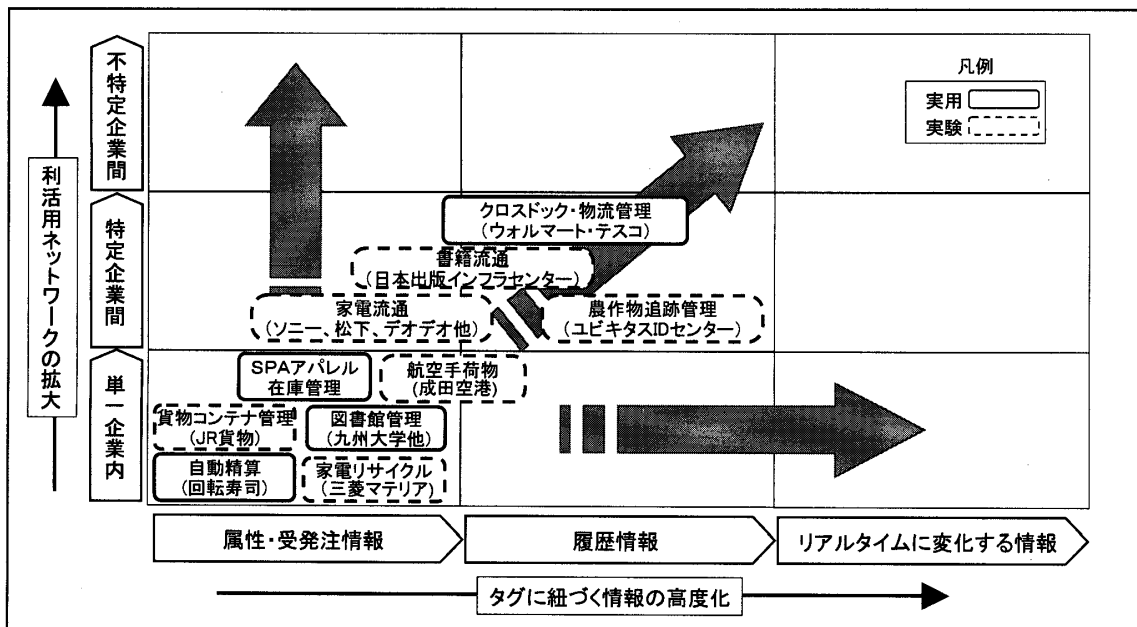 不特定企業間
凡例
実用
実験
利活用ネットワークの拡大
特定企業間
クロスドック・物流管理
(ウォルマート・テスコ)
書籍流通
(日本出版インフラセンター)
家電流通
(ソニー、松下、デオデオ他)
農作物追跡管理
(ユビキタスIDセンター)
単一企業内
SPAアパレル
在庫管理
航空手荷物
(成田空港)
貨物コンテナ管理
(JR貨物)
図書館管理
(九州大学他)
自動精算
(回転寿司)
家電リサイクル
(三菱マテリア)
属性・受発注情報
履歴情報
リアルタイムに変化する情報
タグに紐づく情報の高度化